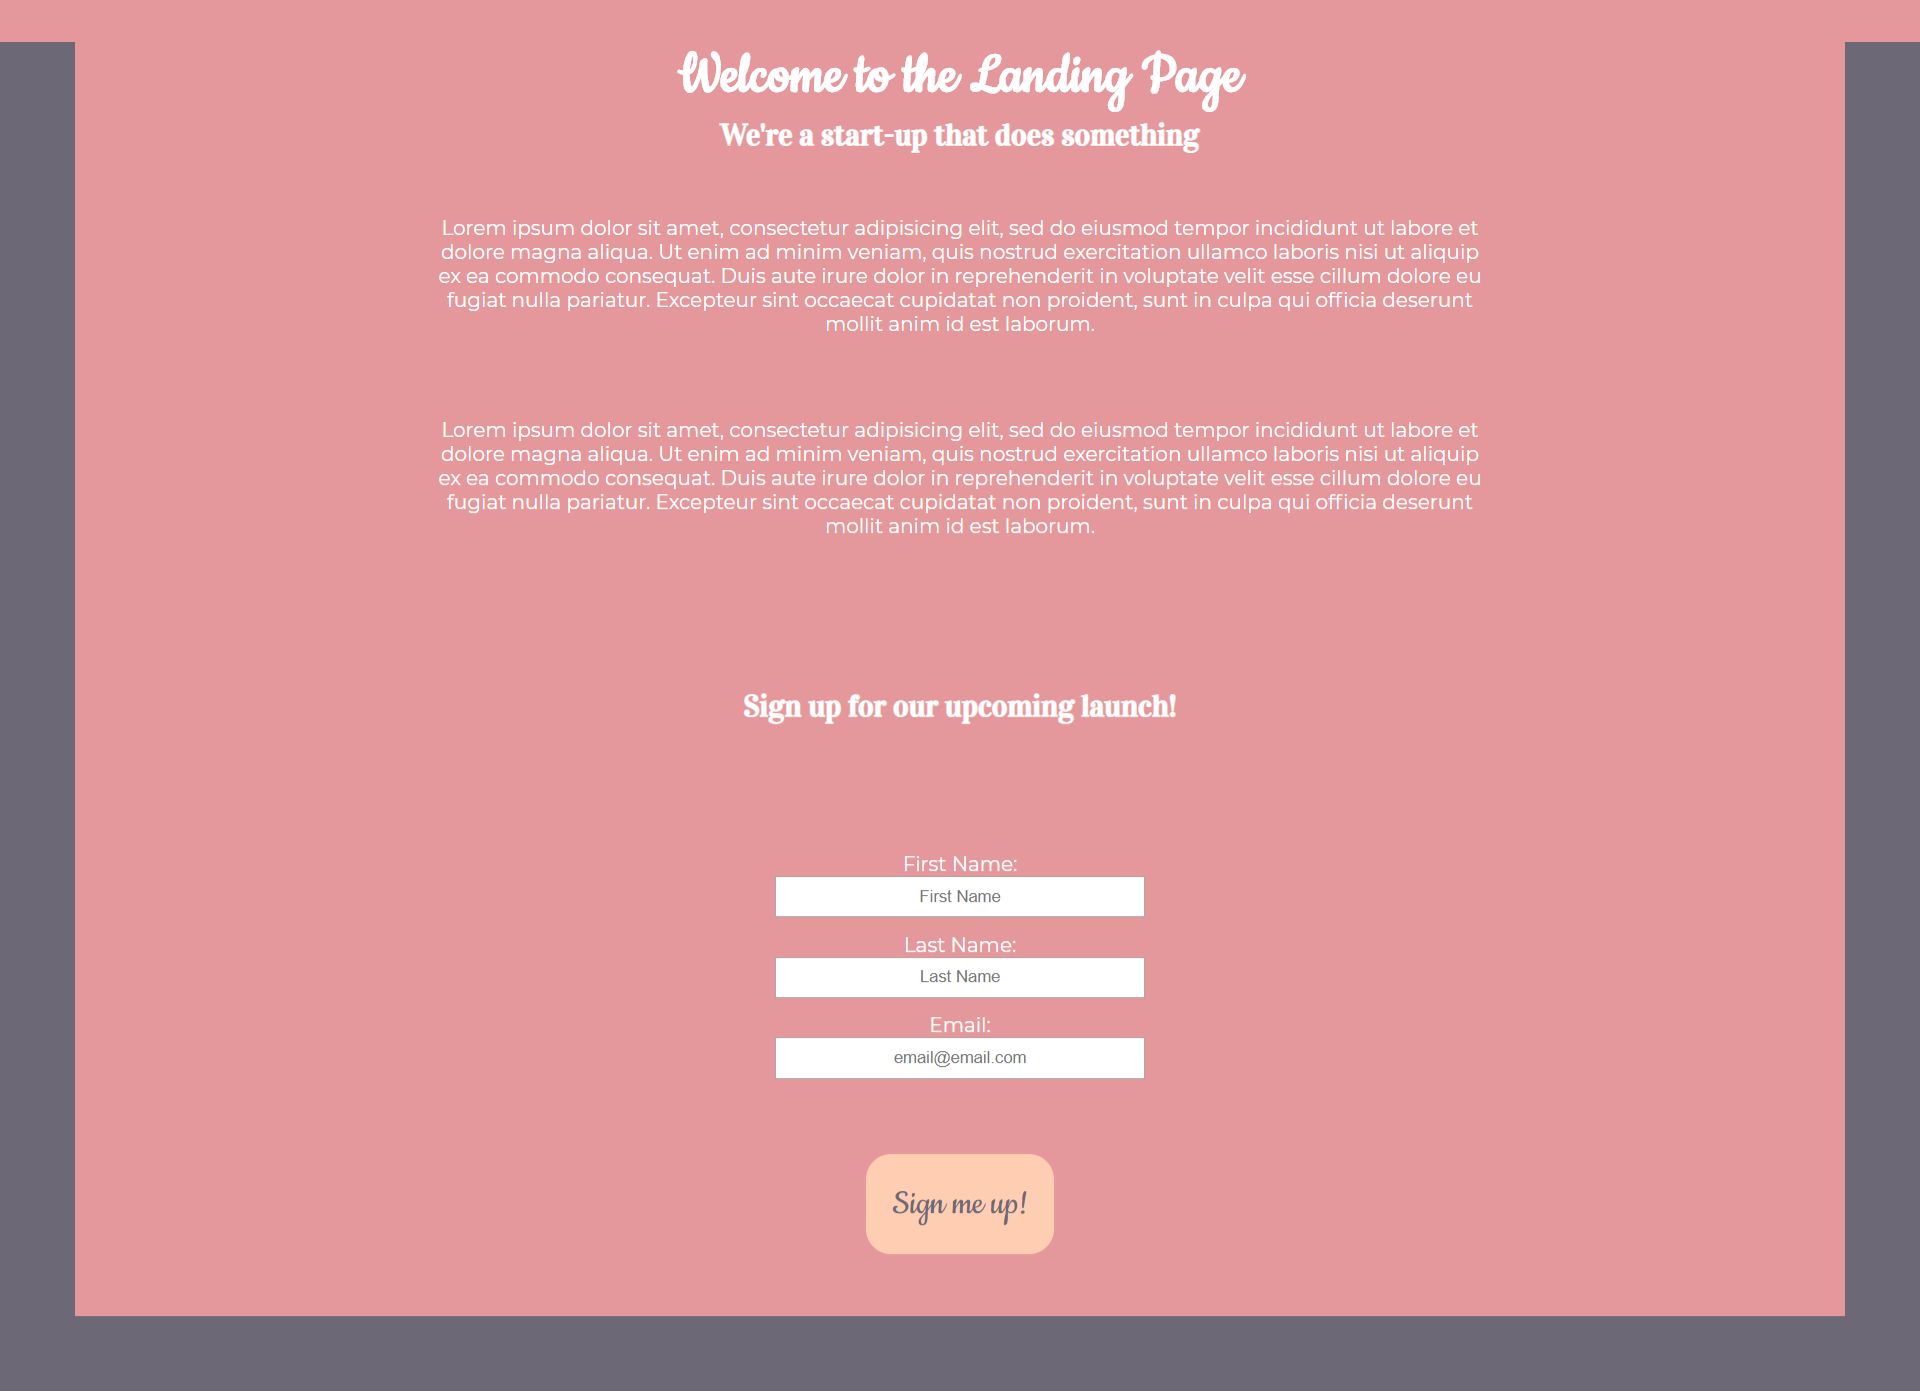 Welcome to the Landing Page
We're a start-up that does something
Lorem ipsum dolor sit amet, consectetur adipisicing elit, sed do eiusmod tempor incididunt ut labore et
dolore magna aliqua. Ut enim ad minim veniam, quis nostrud exercitation ullamco laboris nisi ut aliquip
ex ea commodo consequat. Duis aute irure dolor in reprehenderit in voluptate velit esse cillum dolore eu
fugiat nulla pariatur. Excepteur sint occaecat cupidatat non proident, sunt in culpa qui officia deserunt
mollit anim id est laborum.
Lorem ipsum dolor sit amet, consectetur adipisicing elit, sed do eiusmod tempor incididunt ut labore et
dolore magna aliqua. Ut enim ad minim veniam, quis nostrud exercitation ullamco laboris nisi ut aliquip
ex ea commodo consequat. Duis aute irure dolor in reprehenderit in voluptate velit esse cillum dolore eu
fugiat nulla pariatur. Excepteur sint occaecat cupidatat non proident, sunt in culpa qui officia deserunt
mollit anim id est laborum.
Sign up for our upcoming launch!
First Name:
First Name
Last Name:
Last Name
Email:
email@email.com
Sign me up!